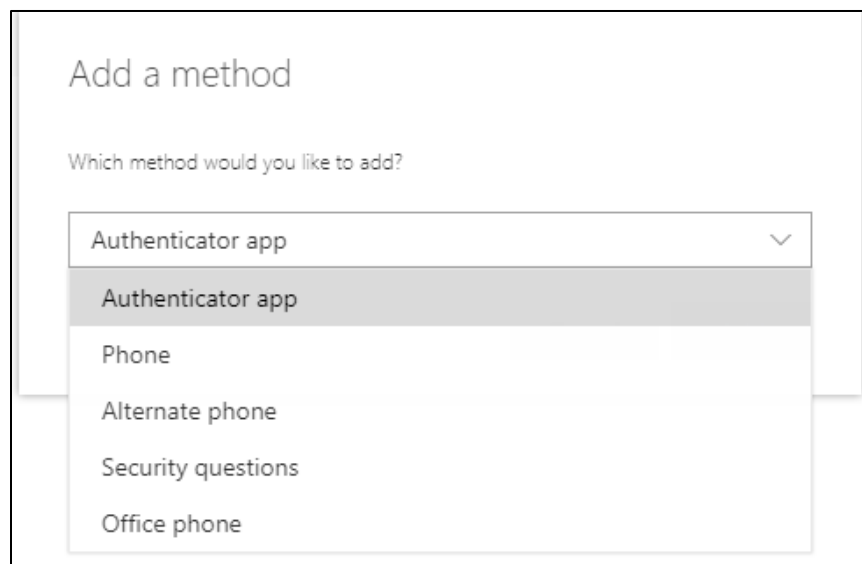 Add a method
Which method would you like to add?
Authenticator app
Authenticator app
Phone
Alternate phone
Security questions
Office phone